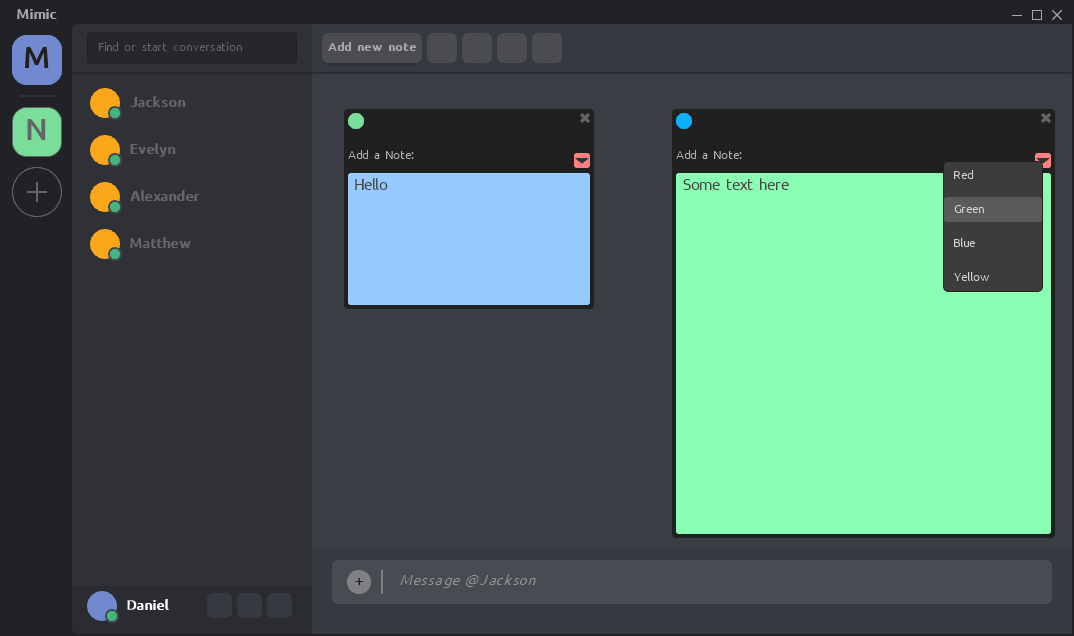 Mimic
M
N
Find or start conversation
Jackson
Evelyn
Alexander
Matthew
Daniel
Add new note
Add a Note:
Hello
Add a Note:
Some text here
Red
Green
Blue
Yellow
Message @Jackson